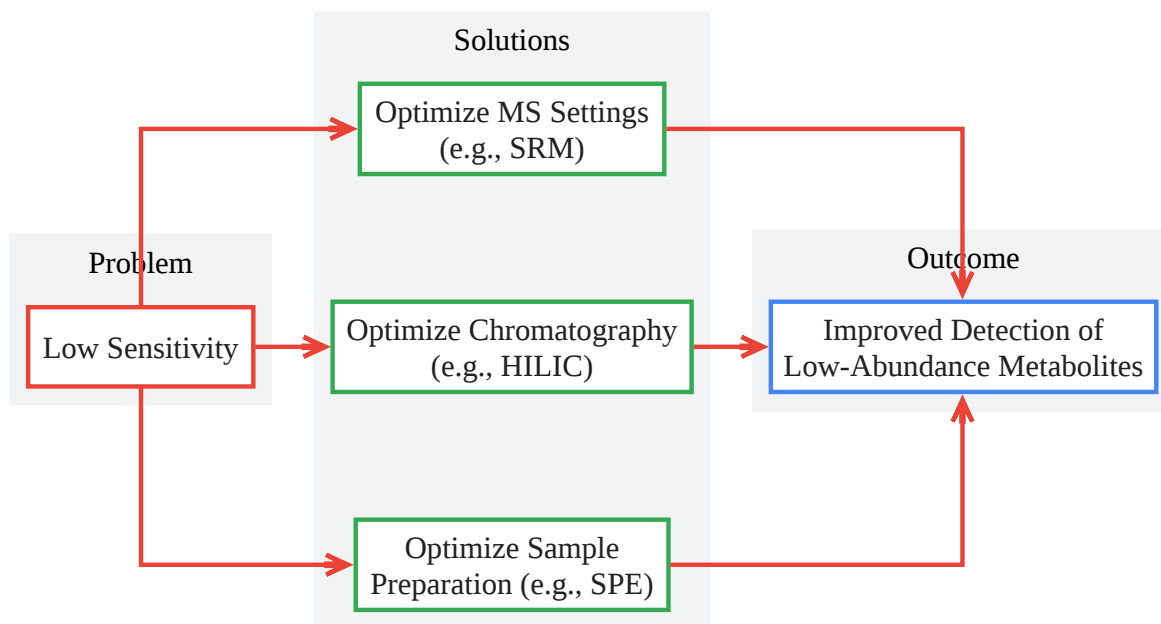 Solutions
Optimize MS Settings
(e.g., SRM)
Problem
Low Sensitivity
Optimize Chromatography
(e.g., HILIC)
Outcome
Improved Detection of
Low-Abundance Metabolites
Optimize Sample
Preparation (e.g., SPE)